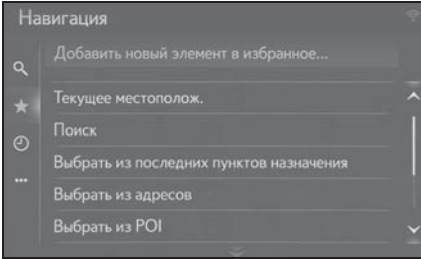 Навигация
Добавить новый элемент в избранное...
Текущее местополож.
Поиск
Выбрать из последних пунктов назначения
Выбрать из адресов
Выбрать из POI